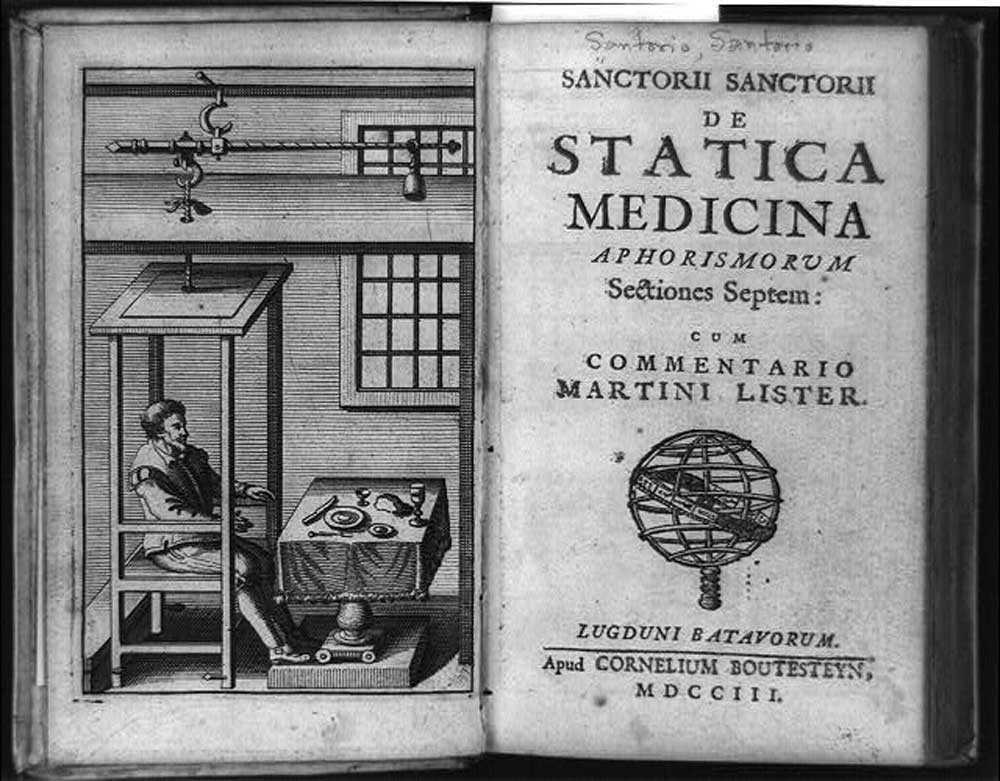 Santorio, Santorio
SANCTORII SANCTORII
DE
STATICA
MEDICINA
APHORISMORUM
Sectiones Septem:
CUM
COMMENTARIO
MARTINI LISTER.
LUGDUNI BATAVORUM.
Apud CORNELIUM BOUTESTEYN,
MDCCIII.